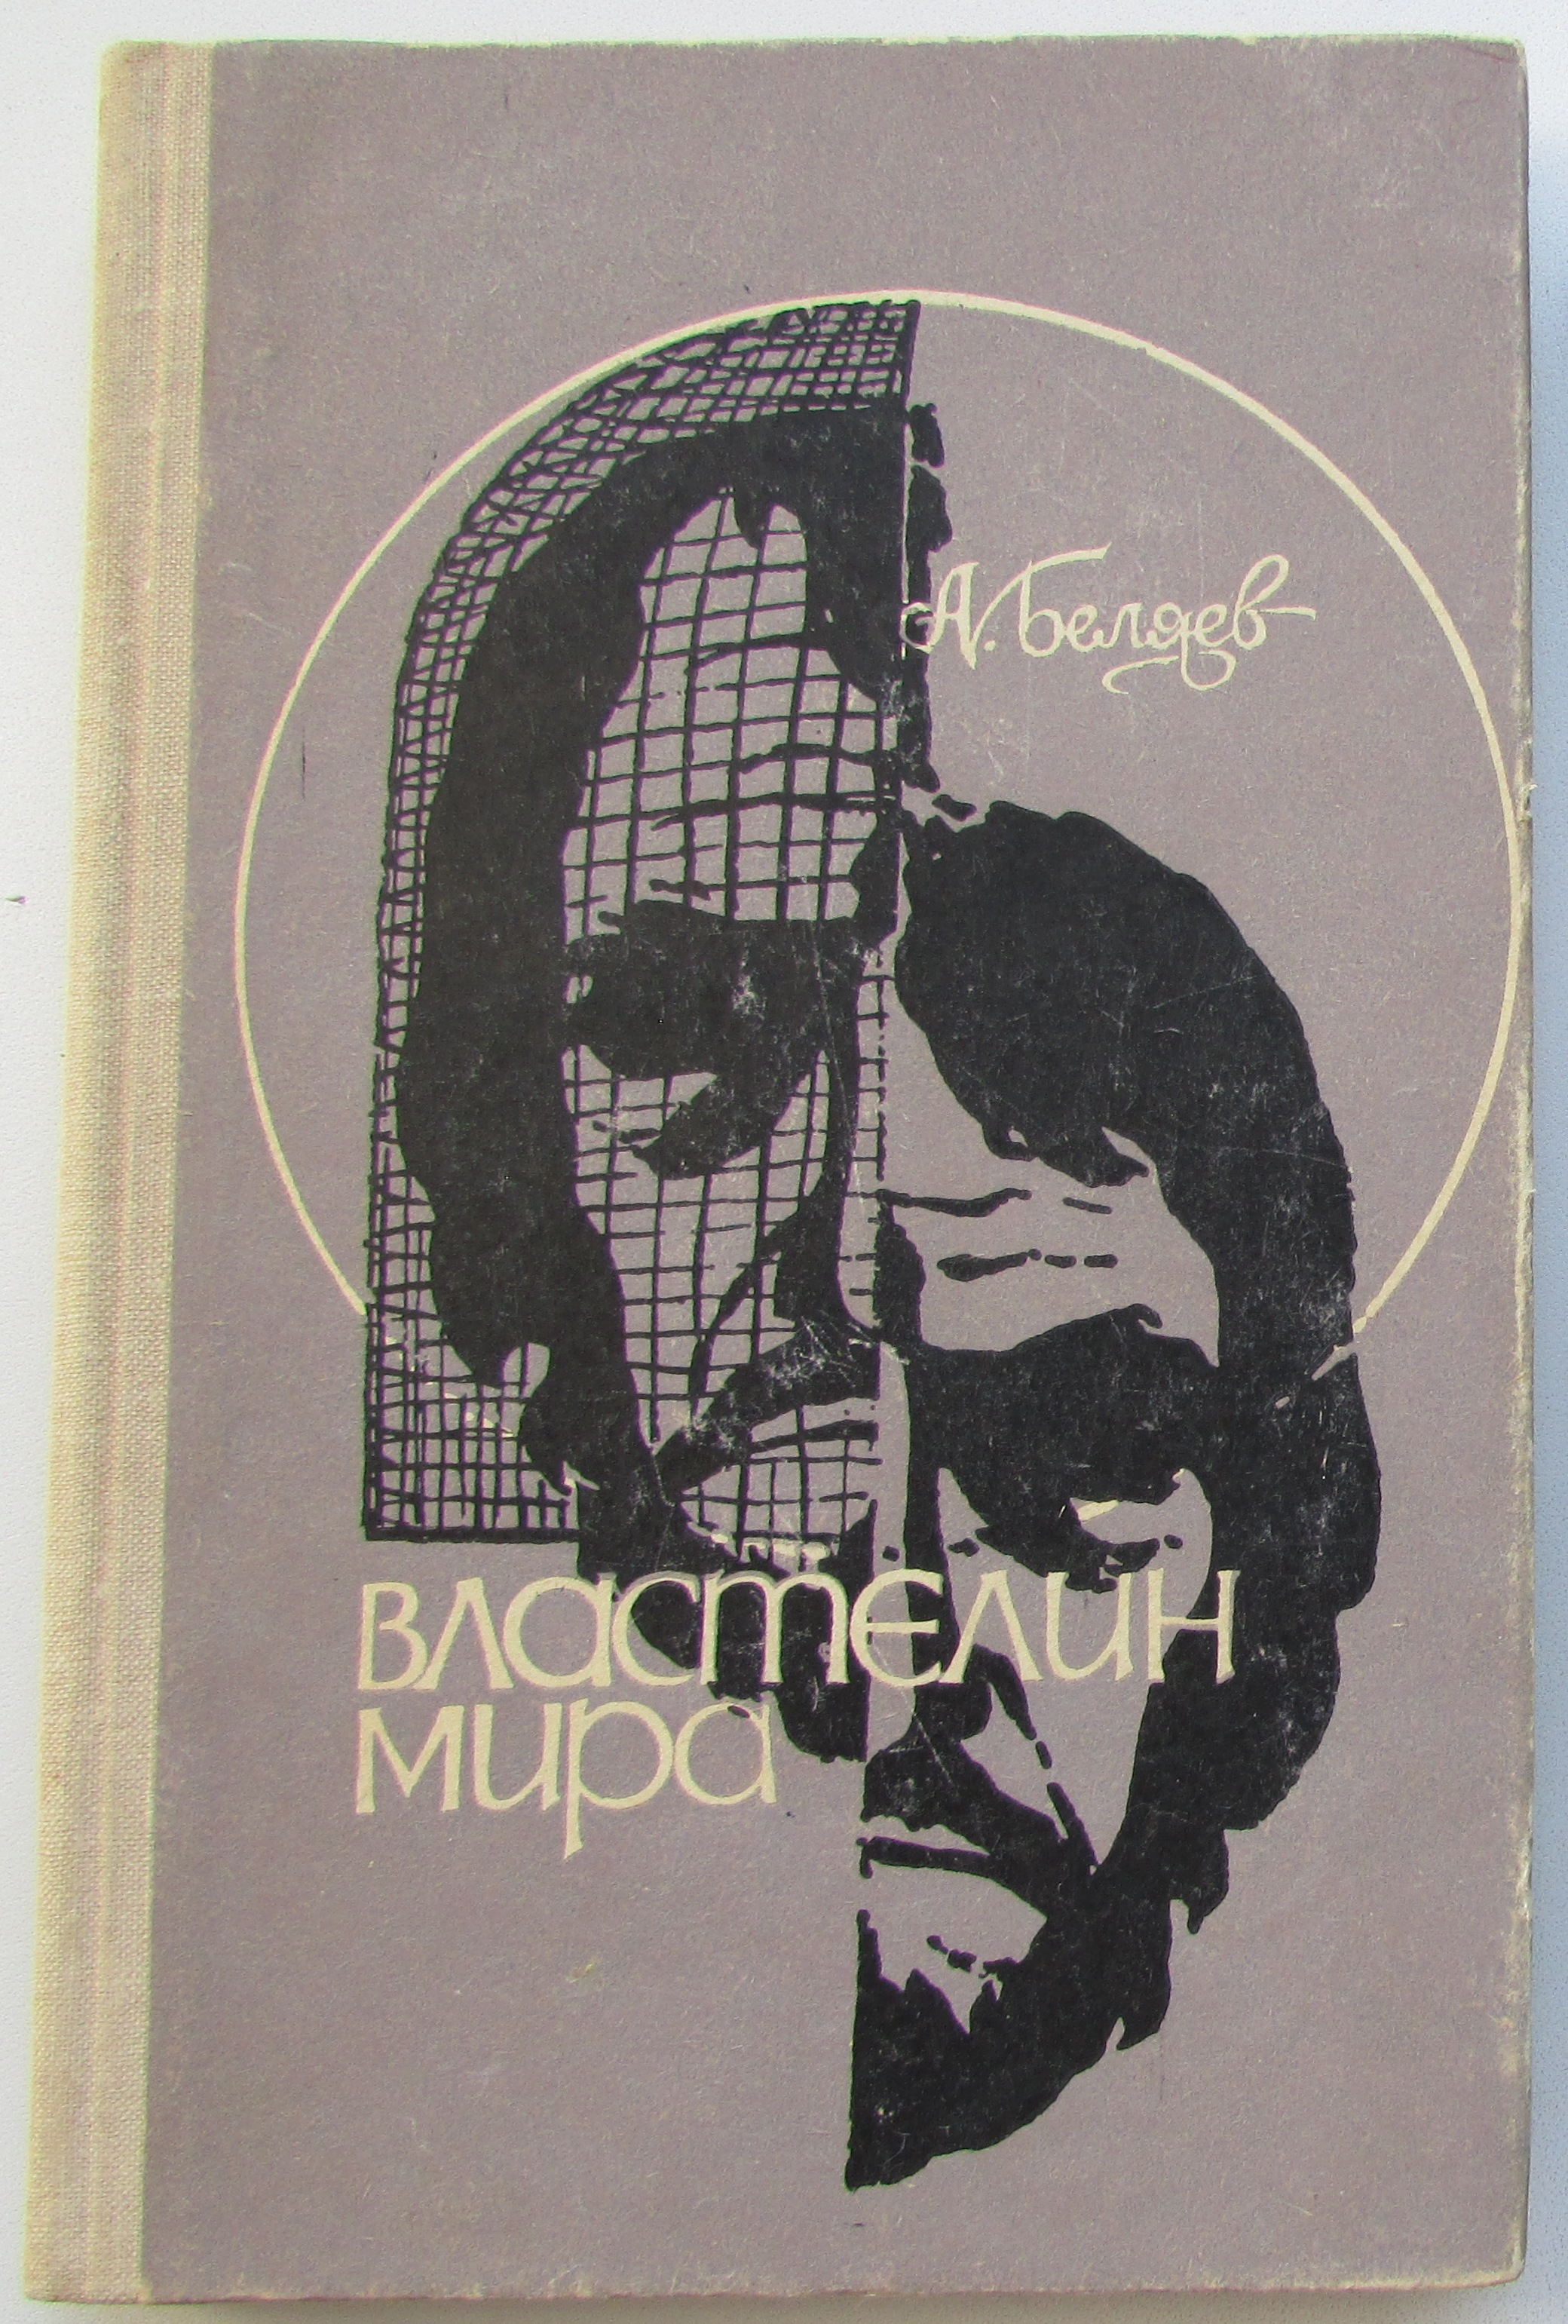 А. Беляев
Властелин
мира